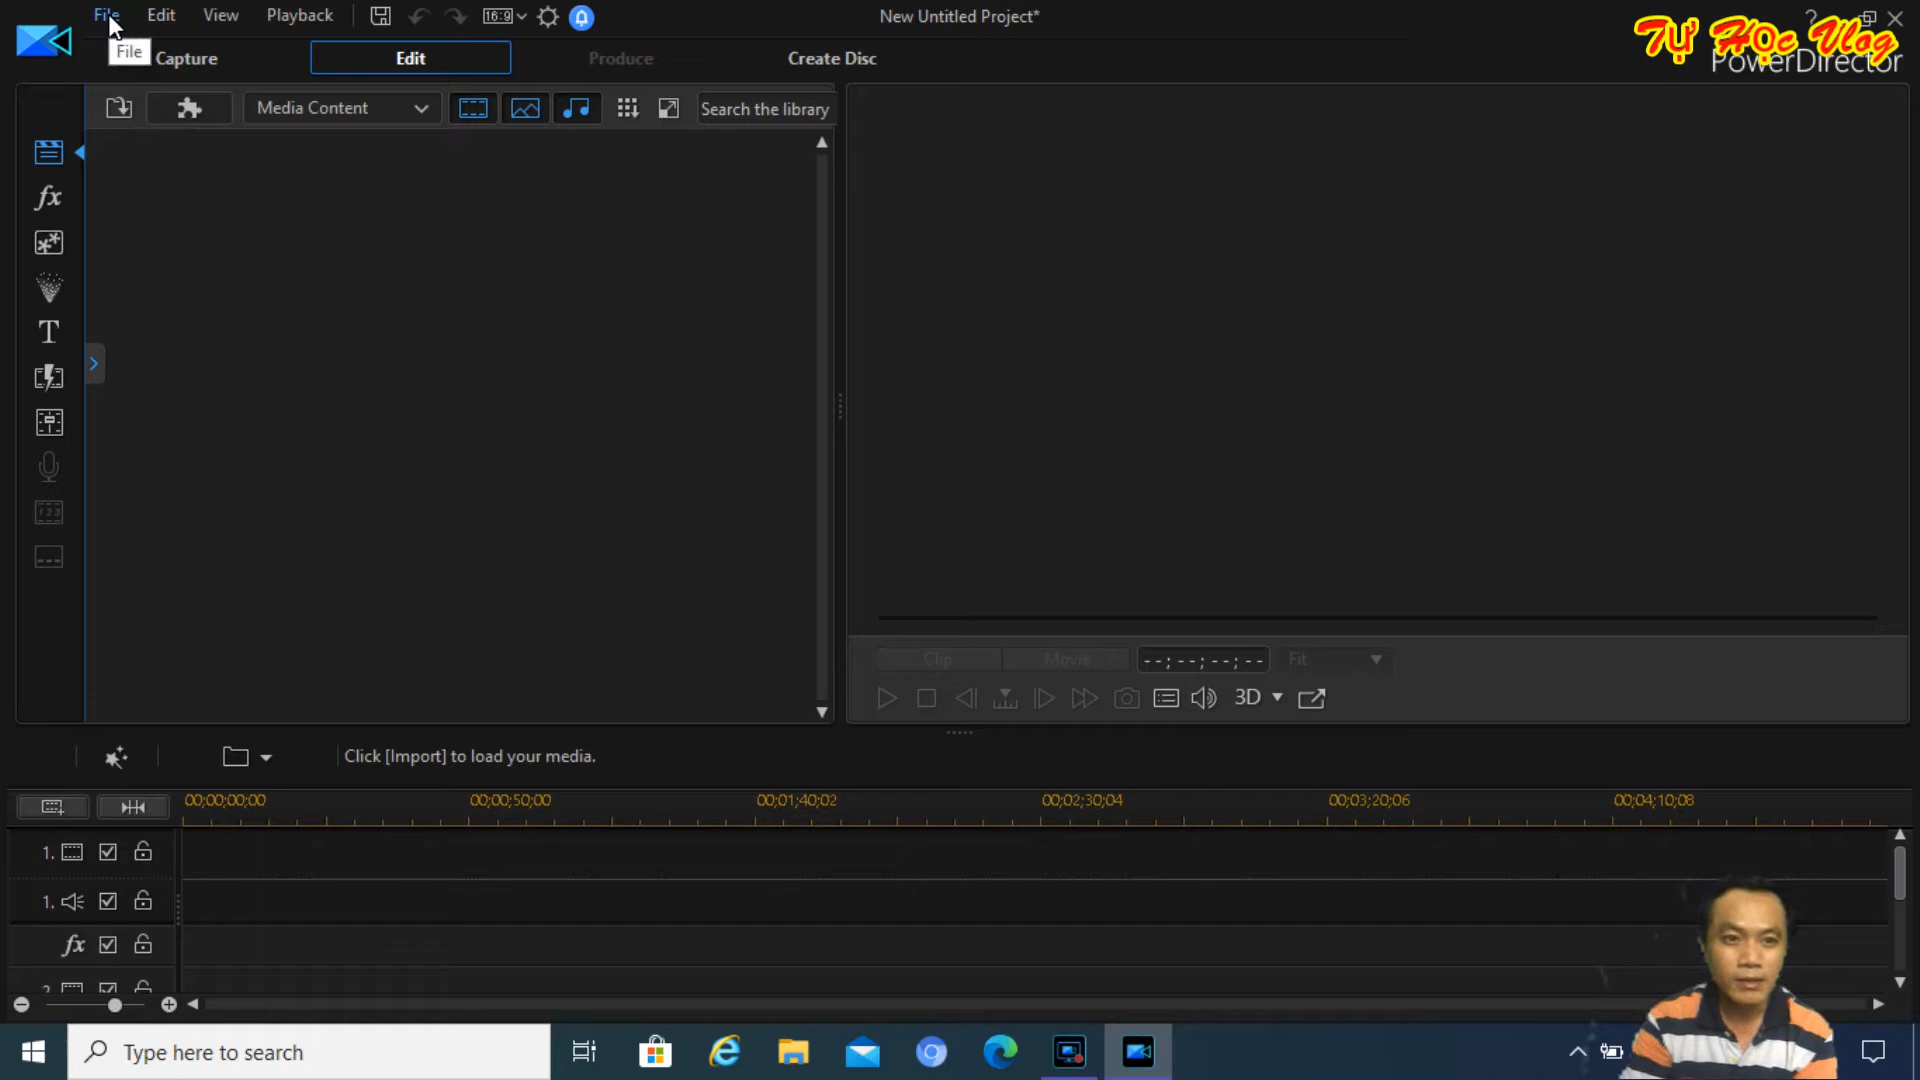 File Edit View Playback 16:9 New Untitled Project* ?
Tự Học Vlog
File
Capture Edit Produce Create Disc PowerDirector
Media Content Search the library
fx
T
Clip Movie --;--;--;-- Fit
3D
Click [Import] to load your media.
00;00;00;00 00;00;50;00 00;01;40;02 00;02;30;04 00;03;20;06 00;04;10;08
1.
1.
fx
2.
Type here to search